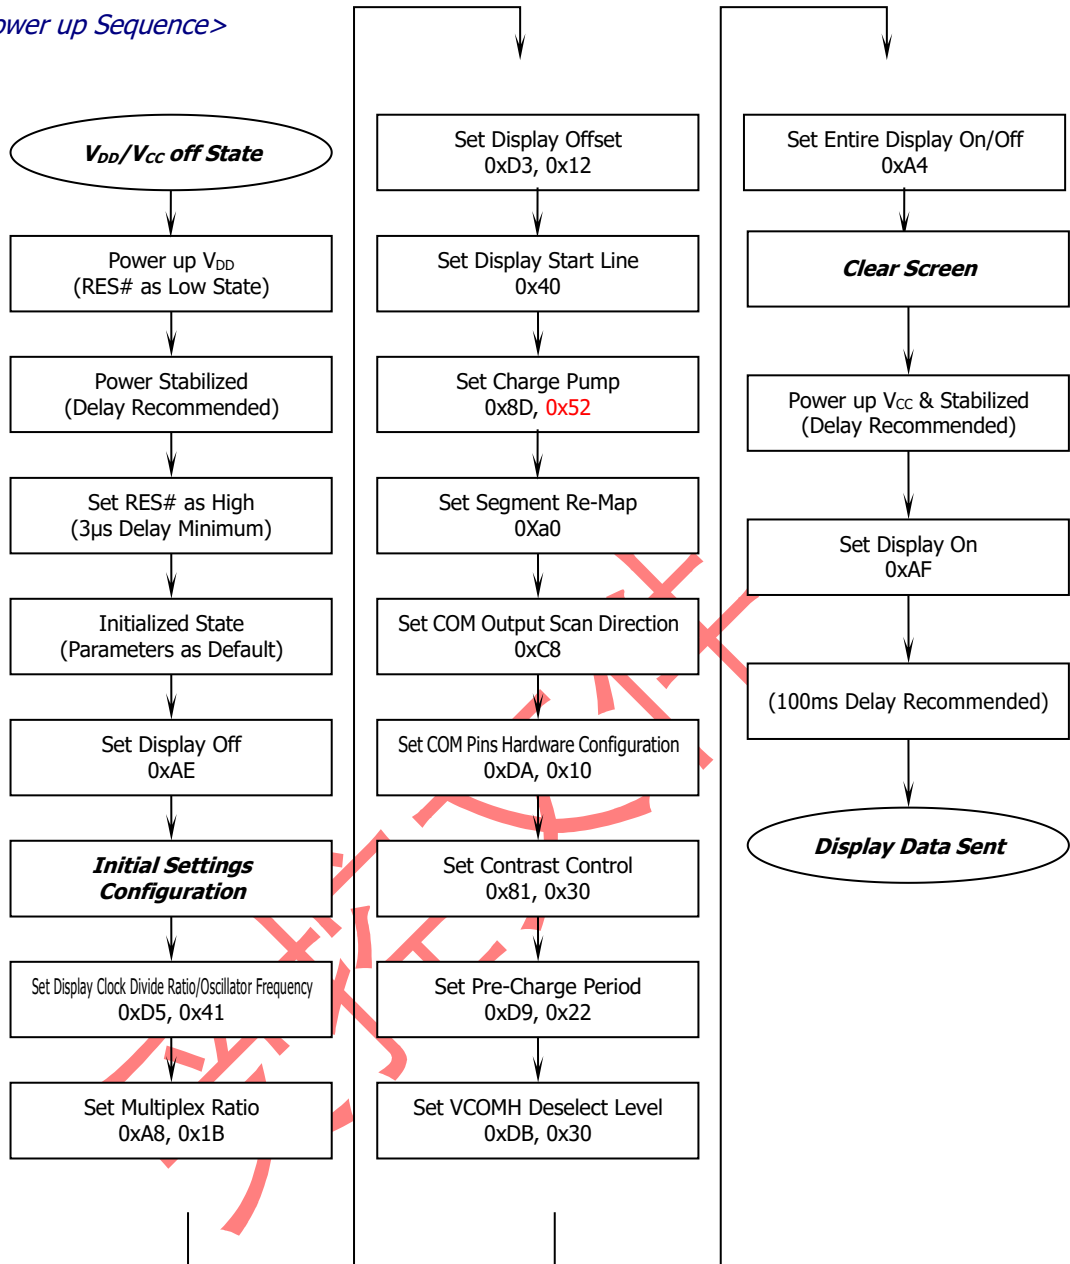 ower up Sequence>
V_DD/V_CC off State
Power up V_DD
(RES# as Low State)
Power Stabilized
(Delay Recommended)
Set RES# as High
(3μs Delay Minimum)
Initialized State
(Parameters as Default)
Set Display Off
0xAE
Initial Settings
Configuration
Set Display Clock Divide Ratio/Oscillator Frequency
0xD5, 0x41
Set Multiplex Ratio
0xA8, 0x1B
Set Display Offset
0xD3, 0x12
Set Display Start Line
0x40
Set Charge Pump
0x8D, 0x52
Set Segment Re-Map
0Xa0
Set COM Output Scan Direction
0xC8
Set COM Pins Hardware Configuration
0xDA, 0x10
Set Contrast Control
0x81, 0x30
Set Pre-Charge Period
0xD9, 0x22
Set VCOMH Deselect Level
0xDB, 0x30
Set Entire Display On/Off
0xA4
Clear Screen
Power up V_CC & Stabilized
(Delay Recommended)
Set Display On
0xAF
(100ms Delay Recommended)
Display Data Sent